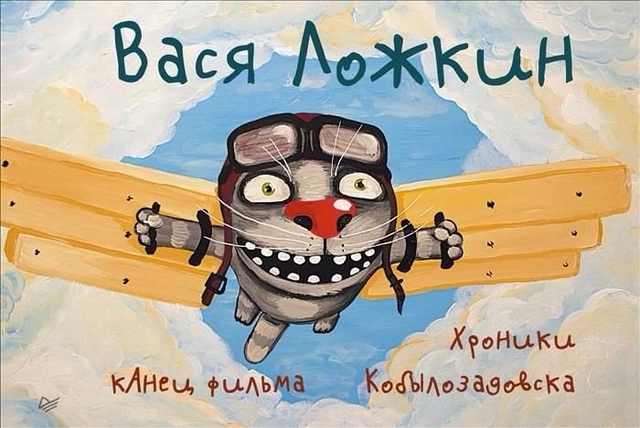 Вася Ложкин
Хроники
кАнец фильма Кобылозадовска